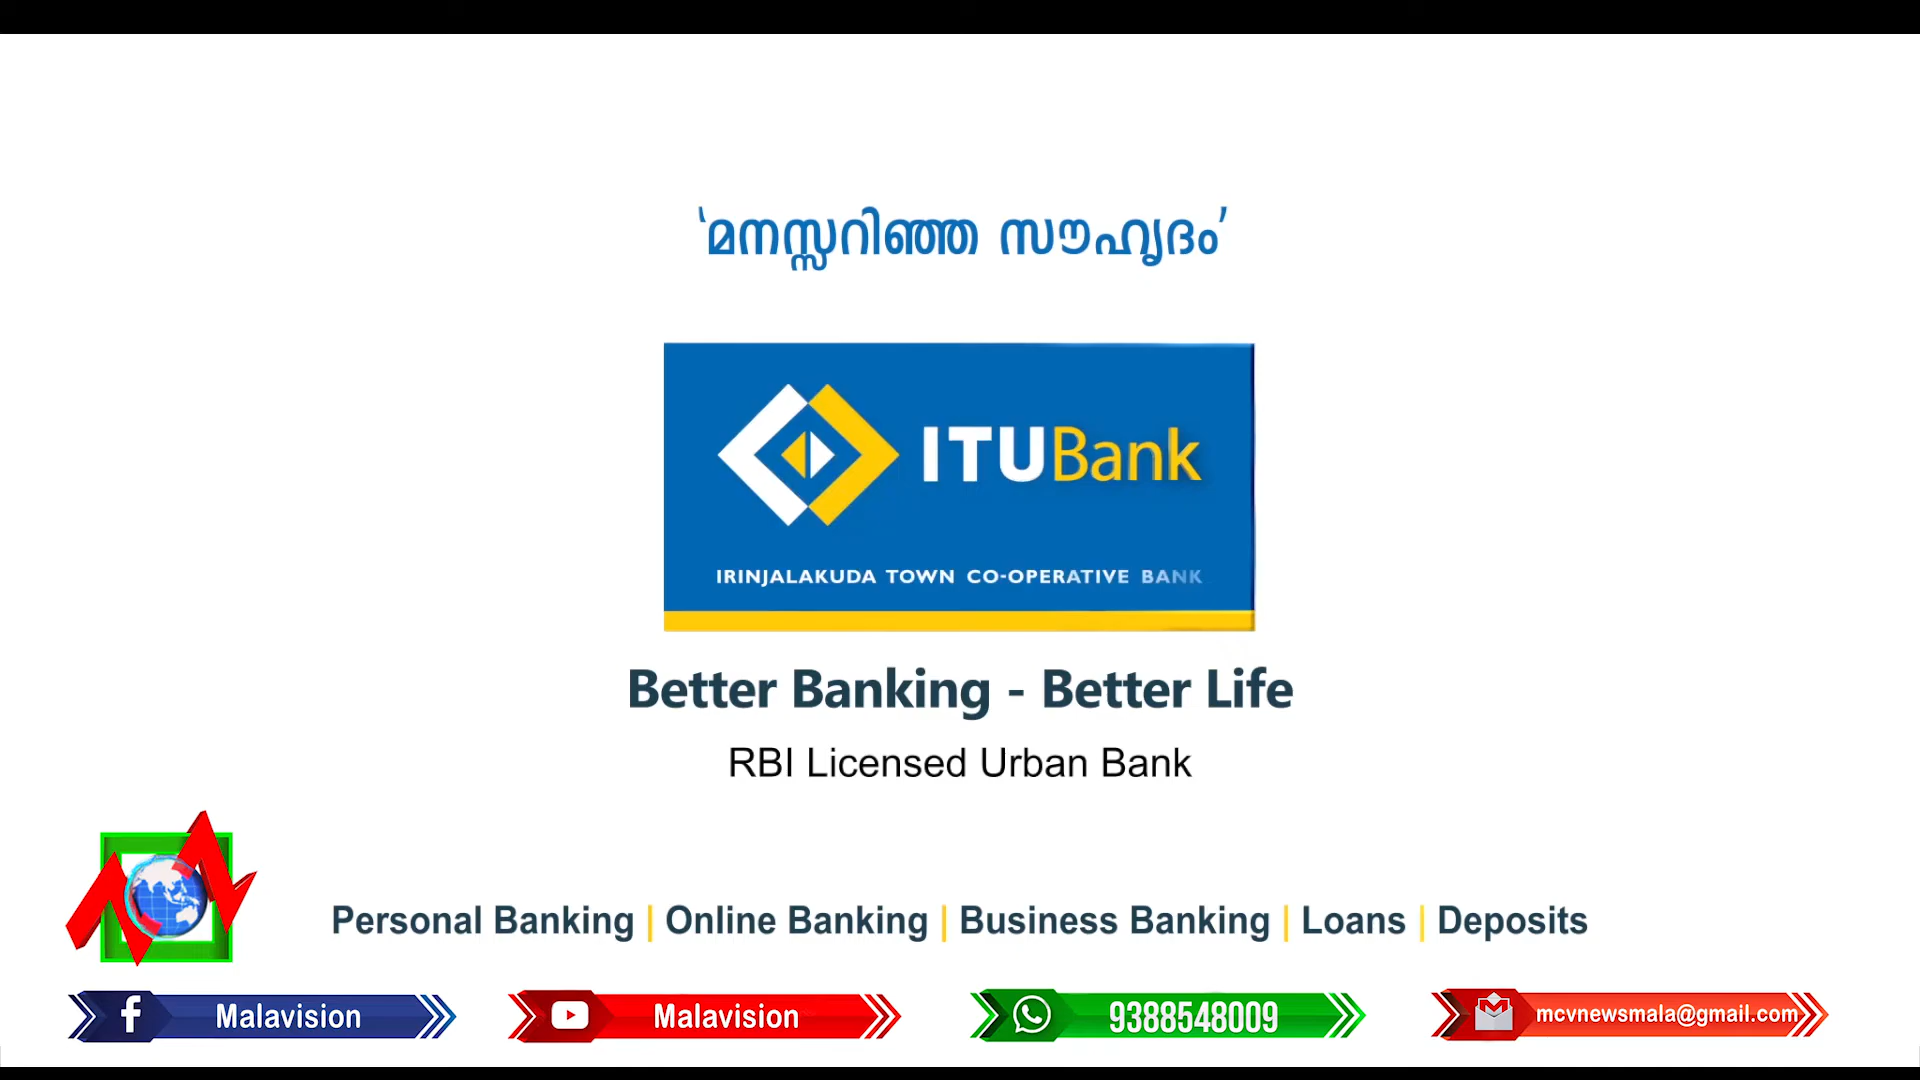 ‘മനസ്സറിഞ്ഞ സൗഹൃദം’
ITUBank
IRINJALAKUDA TOWN CO-OPERATIVE BANK
Better Banking - Better Life
RBI Licensed Urban Bank
Personal Banking | Online Banking | Business Banking | Loans | Deposits
Malavision Malavision 9388548009 mcvnewsmala@gmail.com